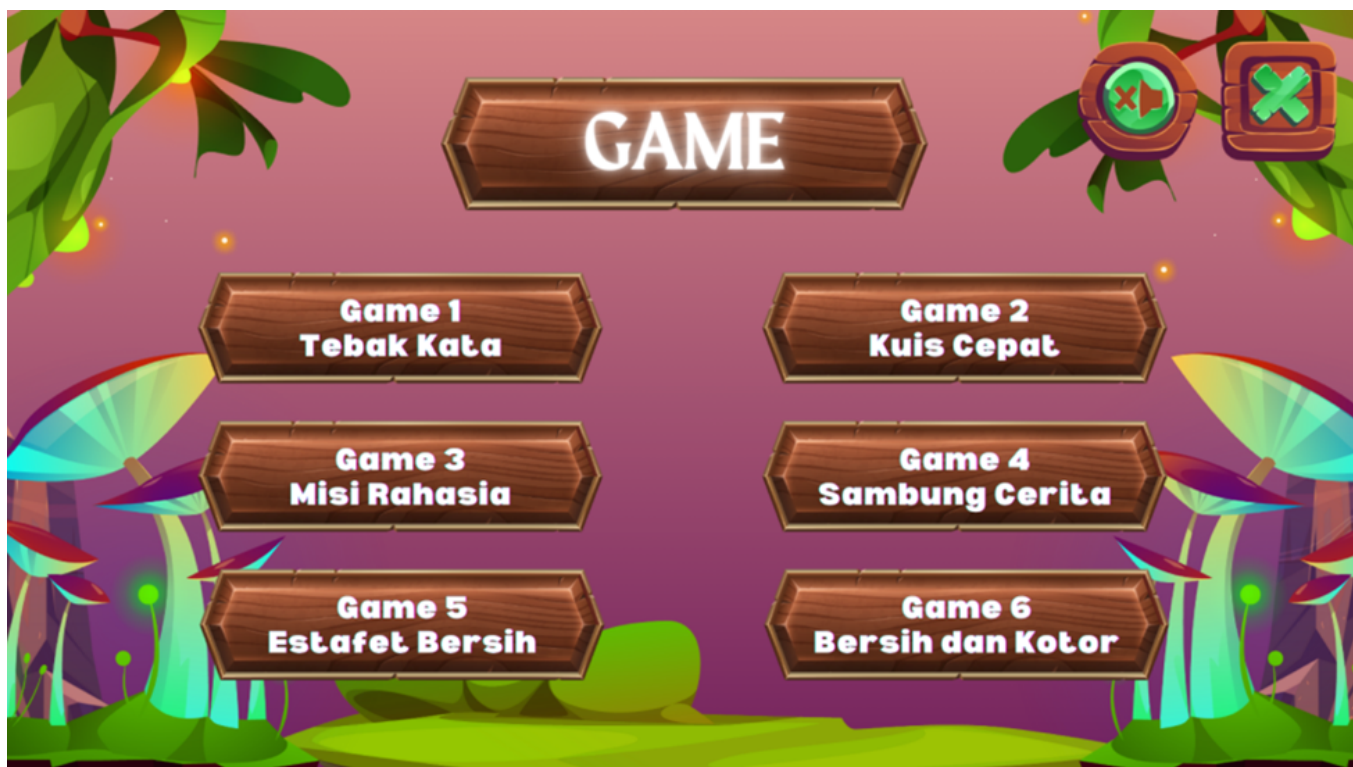 GAME
Game 1
Tebak Kata
Game 2
Kuis Cepat
Game 3
Misi Rahasia
Game 4
Sambung Cerita
Game 5
Estafet Bersih
Game 6
Bersih dan Kotor